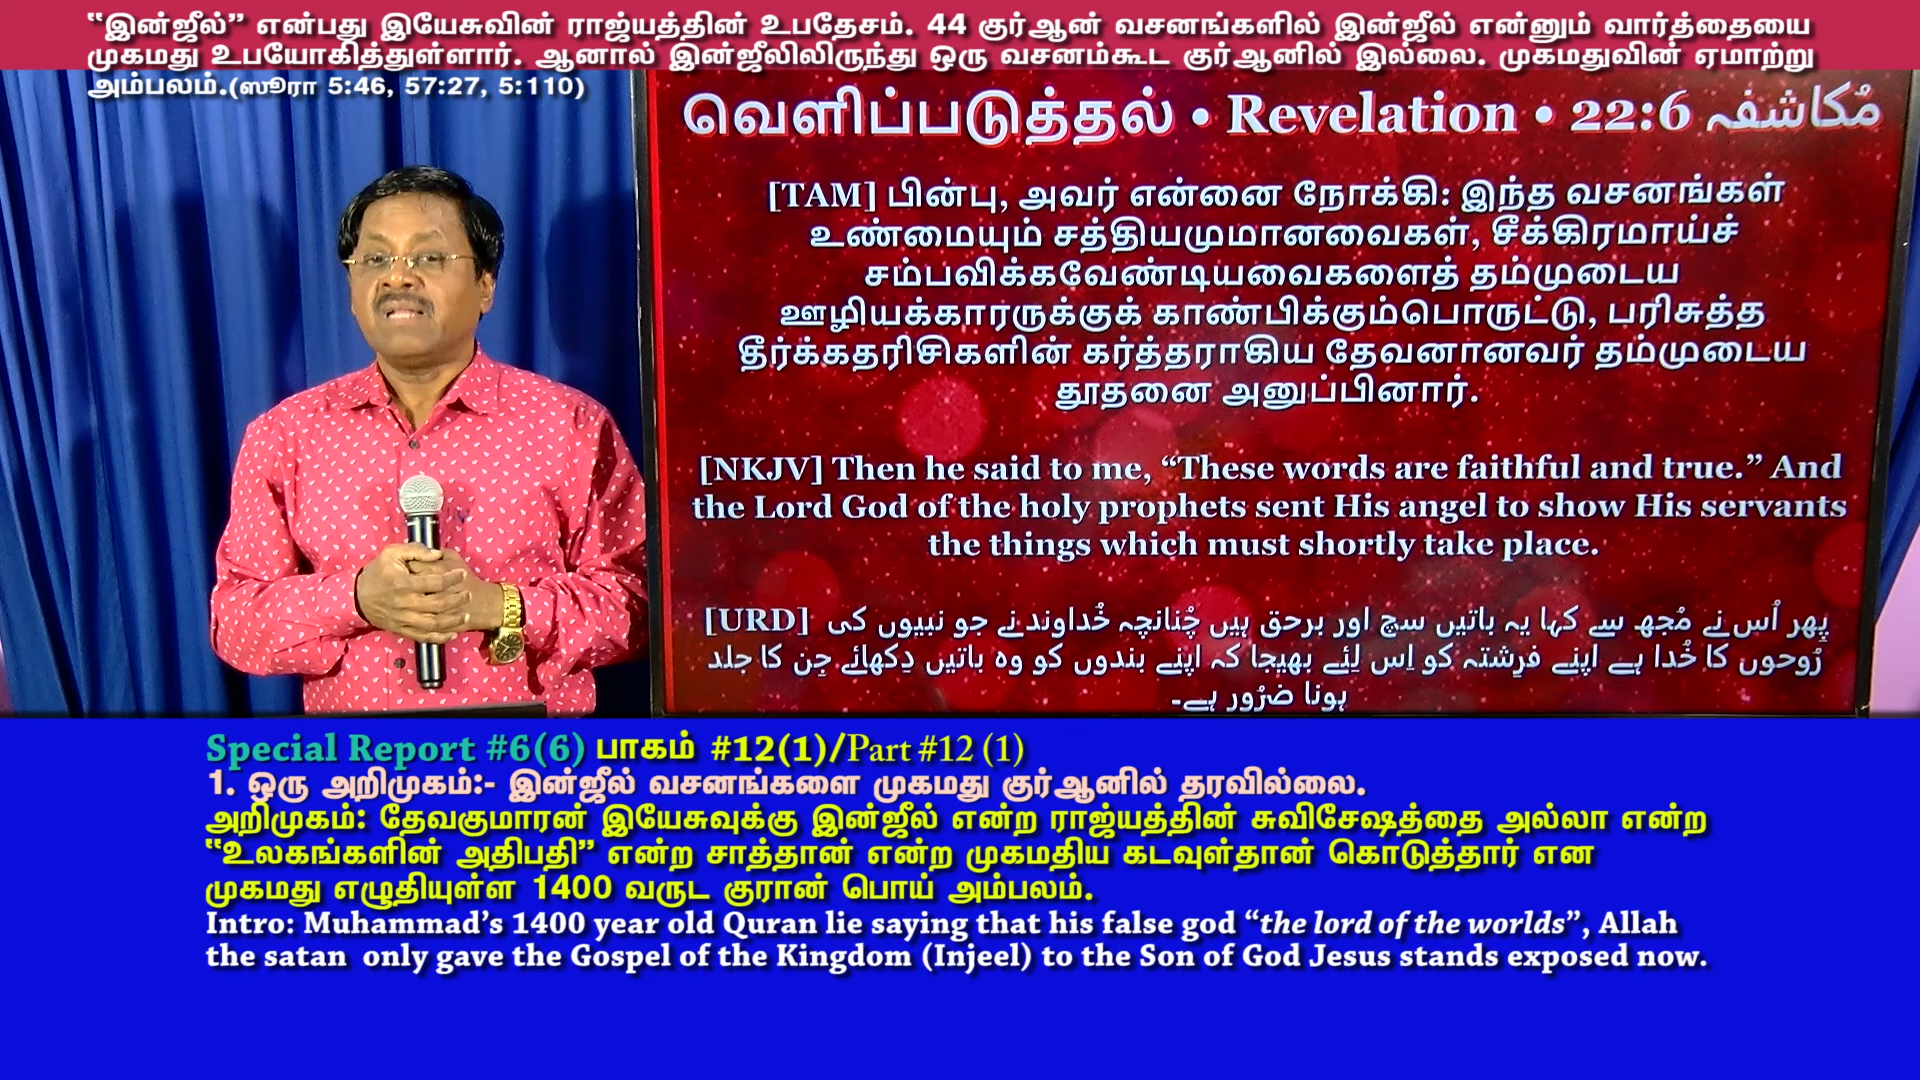 “இன்ஜீல்” என்பது இயேசுவின் ராஜ்யத்தின் உபதேசம். 44 குர்ஆன் வசனங்களில் இன்ஜீல் என்னும் வார்த்தையை
முகமது உபயோகித்துள்ளார். ஆனால் இன்ஜீலிலிருந்து ஒரு வசனம்கூட குர்ஆனில் இல்லை. முகமதுவின் ஏமாற்று
அம்பலம்.(ஸூரா 5:46, 57:27, 5:110)
வெளிப்படுத்தல் • Revelation • 22:6 مُکاشفہ
[TAM] பின்பு, அவர் என்னை நோக்கி: இந்த வசனங்கள்
உண்மையும் சத்தியமுமானவைகள், சீக்கிரமாய்ச்
சம்பவிக்கவேண்டியவைகளைத் தம்முடைய
ஊழியக்காரருக்குக் காண்பிக்கும்பொருட்டு, பரிசுத்த
தீர்க்கதரிசிகளின் கர்த்தராகிய தேவனானவர் தம்முடைய
தூதனை அனுப்பினார்.
[NKJV] Then he said to me, “These words are faithful and true.” And
the Lord God of the holy prophets sent His angel to show His servants
the things which must shortly take place.
[URD] پھر اُس نے مُجھ سے کہا یہ باتیں سچ اور برحق ہیں چُنانچہ خُداوند نے جو نبیوں کی
رُوحوں کا خُدا ہے اپنے فرِشتہ کو اِس لِئے بھیجا کہ اپنے بندوں کو وہ باتیں دِکھائے جِن کا جلد
ہونا ضرُور ہے۔
Special Report #6(6) பாகம் #12(1)/Part #12 (1)
1. ஒரு அறிமுகம்:- இன்ஜீல் வசனங்களை முகமது குர்ஆனில் தரவில்லை.
அறிமுகம்: தேவகுமாரன் இயேசுவுக்கு இன்ஜீல் என்ற ராஜ்யத்தின் சுவிசேஷத்தை அல்லா என்ற
“உலகங்களின் அதிபதி” என்ற சாத்தான் என்ற முகமதிய கடவுள்தான் கொடுத்தார் என
முகமது எழுதியுள்ள 1400 வருட குரான் பொய் அம்பலம்.
Intro: Muhammad’s 1400 year old Quran lie saying that his false god “the lord of the worlds”, Allah
the satan only gave the Gospel of the Kingdom (Injeel) to the Son of God Jesus stands exposed now.